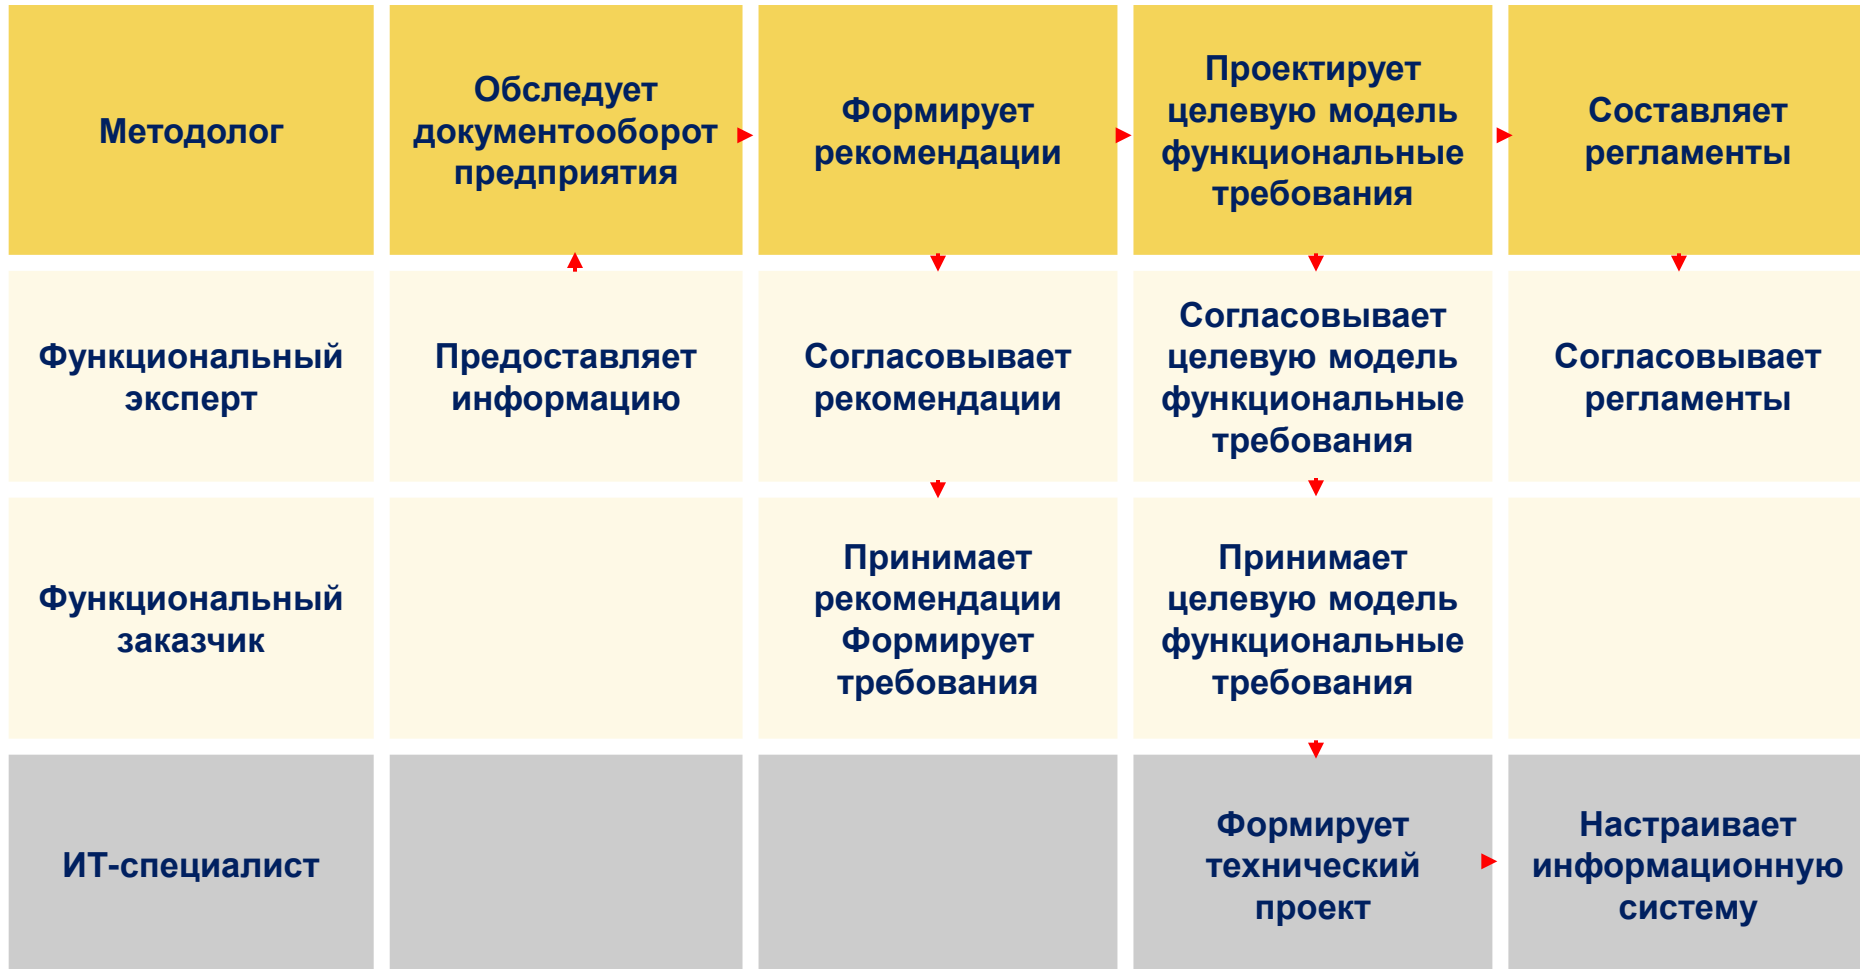 Методолог
Обследует
документооборот
предприятия
Формирует
рекомендации
Проектирует
целевую модель
функциональные
требования
Составляет
регламенты
Функциональный
эксперт
Предоставляет
информацию
Согласовывает
рекомендации
Согласовывает
целевую модель
функциональные
требования
Согласовывает
регламенты
Функциональный
заказчик
Принимает
рекомендации
Формирует
требования
Принимает
целевую модель
функциональные
требования
ИТ-специалист
Формирует
технический
проект
Настраивает
информационную
систему